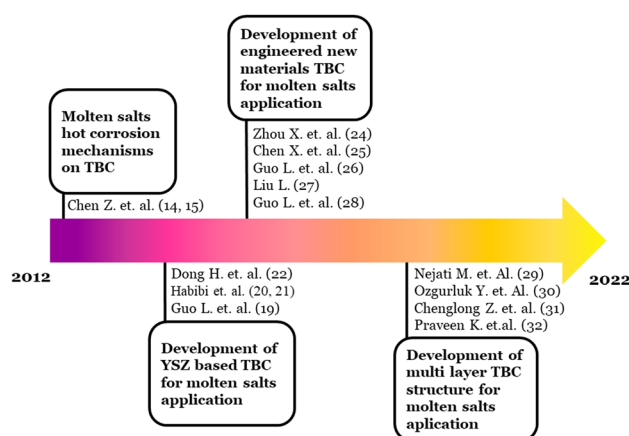 Development of
engineered new
materials TBC
for molten salts
application
Molten salts
hot corrosion
mechanisms
on TBC
Zhou X. et. al. (24)
Chen X. et. al. (25)
Guo L. et. al. (26)
Liu L. (27)
Guo L. et. al. (28)
Chen Z. et. al. (14, 15)
2012
2022
Dong H. et. al. (22)
Habibi et. al. (20, 21)
Guo L. et. al. (19)
Nejati M. et. Al. (29)
Ozgurluk Y. et. Al. (30)
Chenglong Z. et. al. (31)
Praveen K. et.al. (32)
Development of
YSZ based TBC
for molten salts
application
Development of
multi layer TBC
structure for
molten salts
aplication